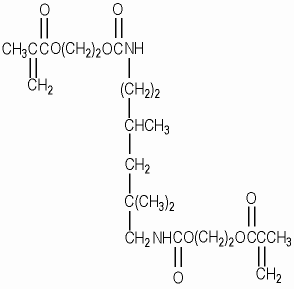 O O
CH₃CCO(CH₂)₂OCNH
CH₂ (CH₂)₂
CHCH₃
CH₂
C(CH₃)₂ O
CH₂NHCO(CH₂)₂OCCCH₃
O CH₂